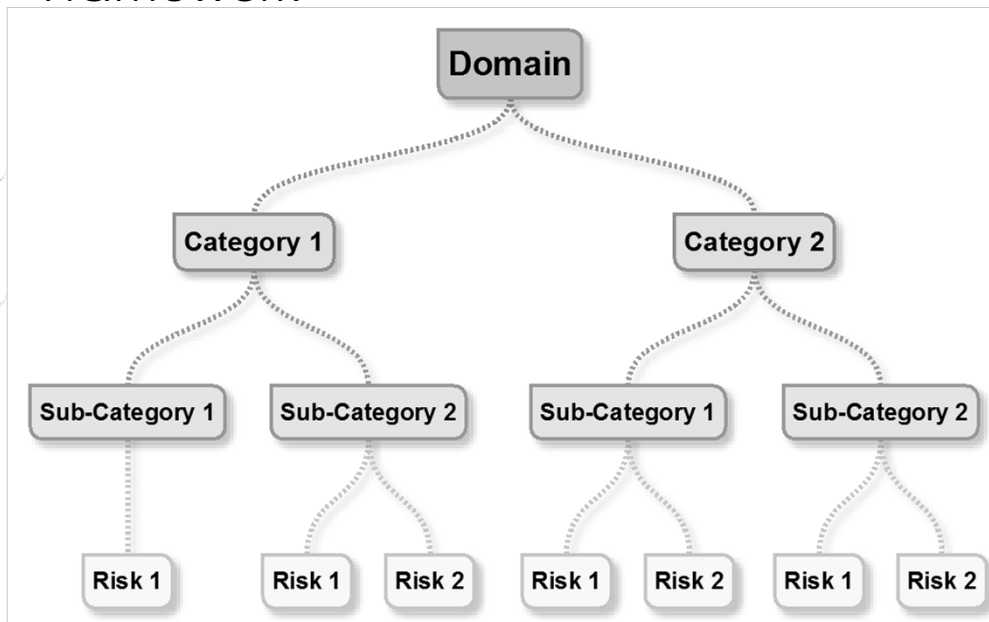 Framework
Domain
Category 1
Category 2
Sub-Category 1
Sub-Category 2
Sub-Category 1
Sub-Category 2
Risk 1
Risk 1
Risk 2
Risk 1
Risk 2
Risk 1
Risk 2